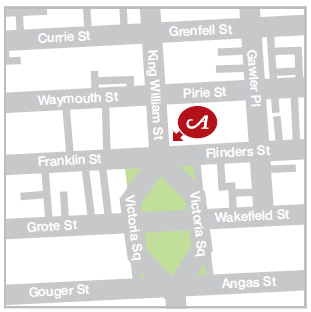 Currie St
Grenfell St
King William St
Gawler Pl
Waymouth St
Pirie St
A
Franklin St
Flinders St
Victoria Sq
Victoria Sq
Grote St
Wakefield St
Gouger St
Angas St